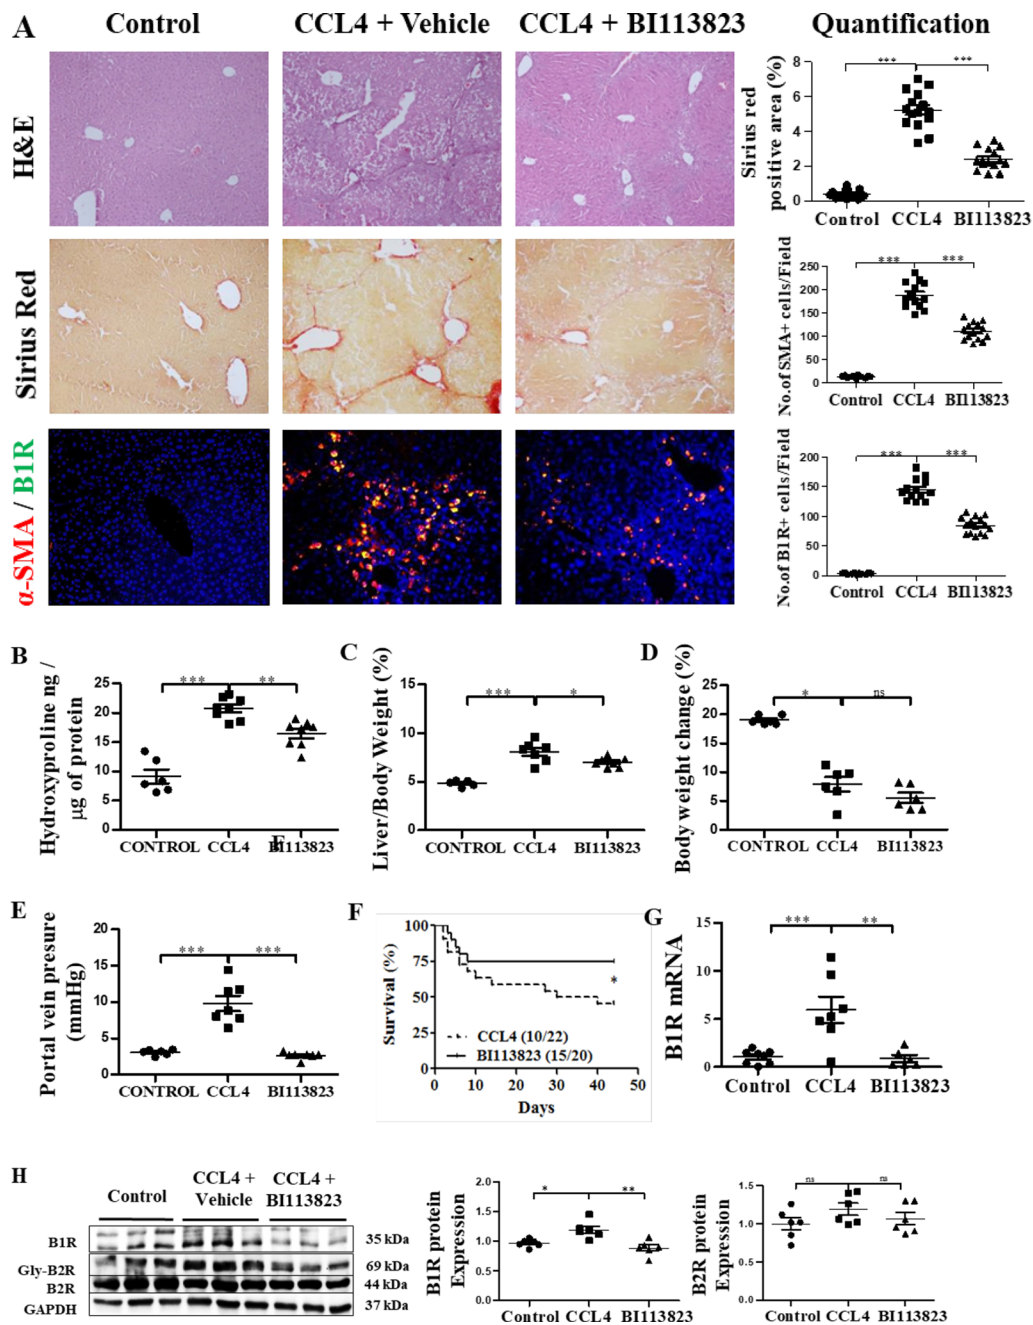 A
Control
CCL4 + Vehicle
CCL4 + BI113823
Quantification
H&E
Sirius red
positive area (%)
8
6
4
2
0
***
***
Control
CCL4
BI113823
Sirius Red
No.of SMA+ cells/Field
250
200
150
100
50
0
***
***
Control
CCL4
BI113823
α-SMA / B1R
No.of B1R+ cells/Field
200
150
100
50
0
***
***
Control
CCL4
BI113823
B
Hydroxyproline ng /
µg of protein
25
20
15
10
5
0
***
**
CONTROL
CCL4
BI113823
C
Liver/Body Weight (%)
15
10
5
0
***
*
CONTROL
CCL4
BI113823
D
Body weight change (%)
25
20
15
10
5
0
*
ns
CONTROL
CCL4
BI113823
E
Portal vein presure
(mmHg)
20
15
10
5
0
***
***
CONTROL
CCL4
BI113823
F
Survival (%)
100
75
50
25
0
*
CCL4 (10/22)
BI113823 (15/20)
0
10
20
30
40
50
Days
G
B1R mRNA
15
10
5
0
***
**
Control
CCL4
BI113823
H
Control
CCL4 +
Vehicle
CCL4 +
BI113823
B1R
35 kDa
Gly-B2R
69 kDa
B2R
44 kDa
GAPDH
37 kDa
B1R protein
Expression
2.0
1.5
1.0
0.5
0.0
*
**
Control
CCL4
BI113823
B2R protein
Expression
1.5
1.0
0.5
0.0
ns
ns
Control
CCL4
BI113823